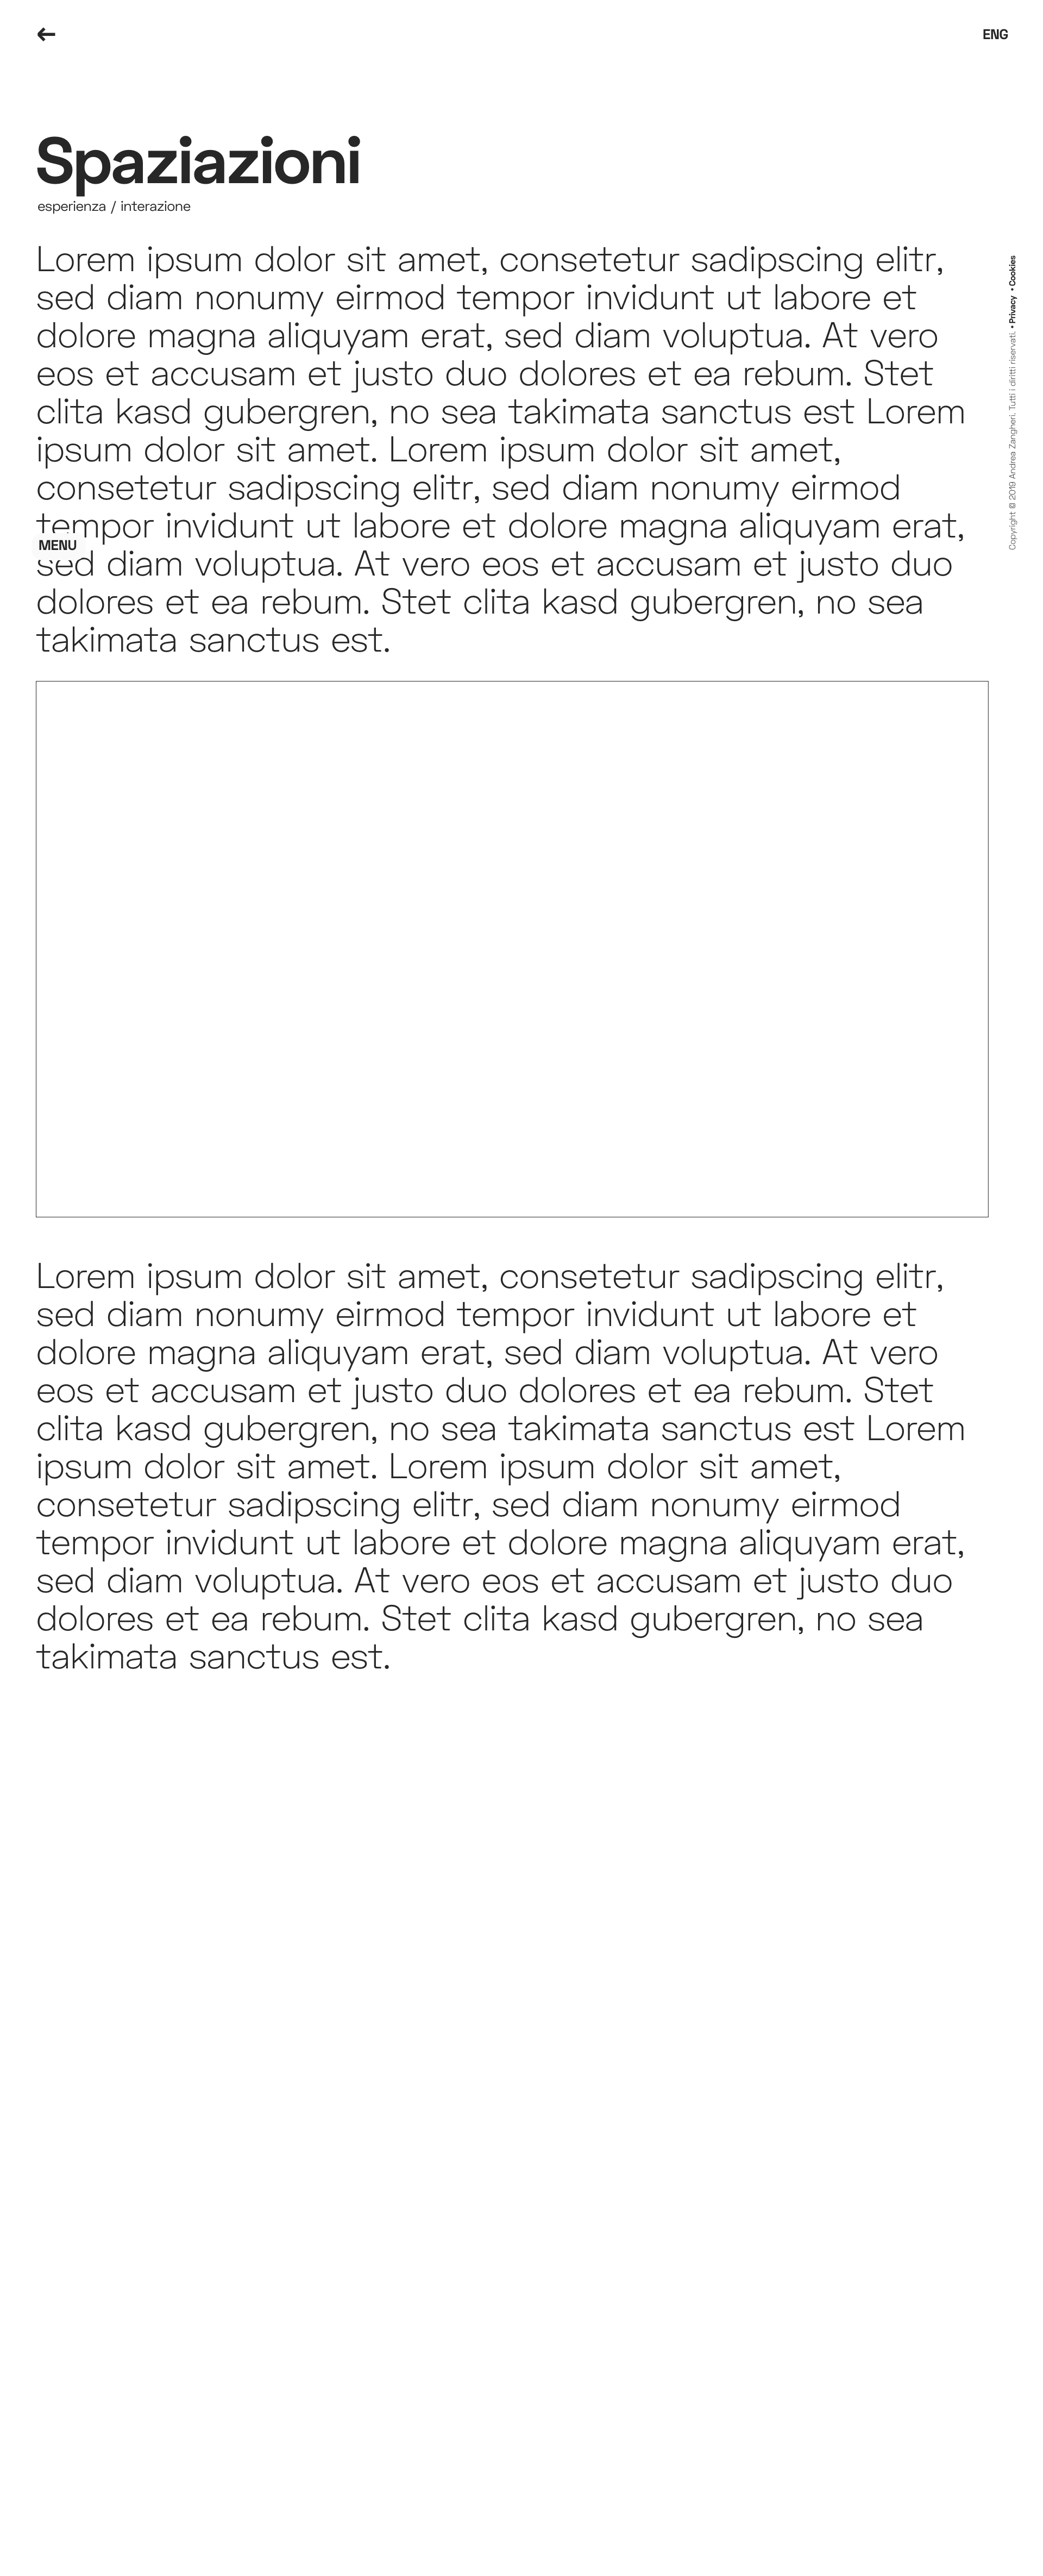 ←
ENG
Spaziazioni
esperienza / interazione
Lorem ipsum dolor sit amet, consetetur sadipscing elitr,
sed diam nonumy eirmod tempor invidunt ut labore et
dolore magna aliquyam erat, sed diam voluptua. At vero
eos et accusam et justo duo dolores et ea rebum. Stet
clita kasd gubergren, no sea takimata sanctus est Lorem
ipsum dolor sit amet. Lorem ipsum dolor sit amet,
consetetur sadipscing elitr, sed diam nonumy eirmod
tempor invidunt ut labore et dolore magna aliquyam erat,
MENU
sed diam voluptua. At vero eos et accusam et justo duo
dolores et ea rebum. Stet clita kasd gubergren, no sea
takimata sanctus est.
Copyright © 2019 Andrea Zangheri. Tutti i diritti riservati. • Privacy • Cookies
Lorem ipsum dolor sit amet, consetetur sadipscing elitr,
sed diam nonumy eirmod tempor invidunt ut labore et
dolore magna aliquyam erat, sed diam voluptua. At vero
eos et accusam et justo duo dolores et ea rebum. Stet
clita kasd gubergren, no sea takimata sanctus est Lorem
ipsum dolor sit amet. Lorem ipsum dolor sit amet,
consetetur sadipscing elitr, sed diam nonumy eirmod
tempor invidunt ut labore et dolore magna aliquyam erat,
sed diam voluptua. At vero eos et accusam et justo duo
dolores et ea rebum. Stet clita kasd gubergren, no sea
takimata sanctus est.